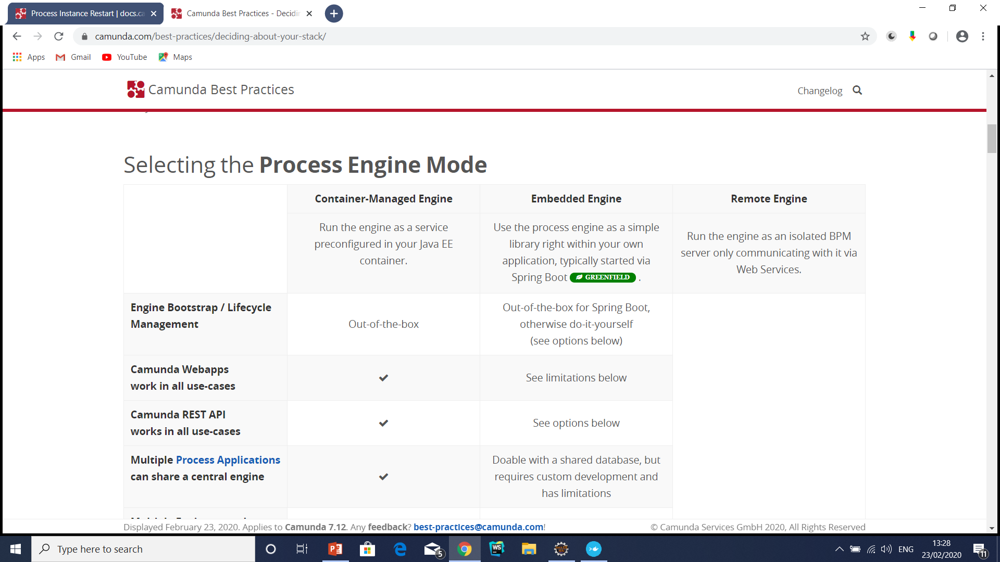 Process Instance Restart | docs.ca
Camunda Best Practices - Decidin
camunda.com/best-practices/deciding-about-your-stack/
Apps
Gmail
YouTube
Maps
Camunda Best Practices
Changelog
Selecting the Process Engine Mode
Container-Managed Engine
Embedded Engine
Remote Engine
Run the engine as a service
preconfigured in your Java EE
container.
Use the process engine as a simple
library right within your own
application, typically started via
Spring Boot GREENFIELD .
Run the engine as an isolated BPM
server only communicating with it via
Web Services.
Engine Bootstrap / Lifecycle
Management
Out-of-the-box
Out-of-the-box for Spring Boot,
otherwise do-it-yourself
(see options below)
Camunda Webapps
work in all use-cases
See limitations below
Camunda REST API
works in all use-cases
See options below
Multiple Process Applications
can share a central engine
Doable with a shared database, but
requires custom development and
has limitations
Displayed February 23, 2020. Applies to Camunda 7.12. Any feedback? best-practices@camunda.com!
© Camunda Services GmbH 2020, All Rights Reserved
Type here to search
5
WS
ENG
13:28
23/02/2020
11